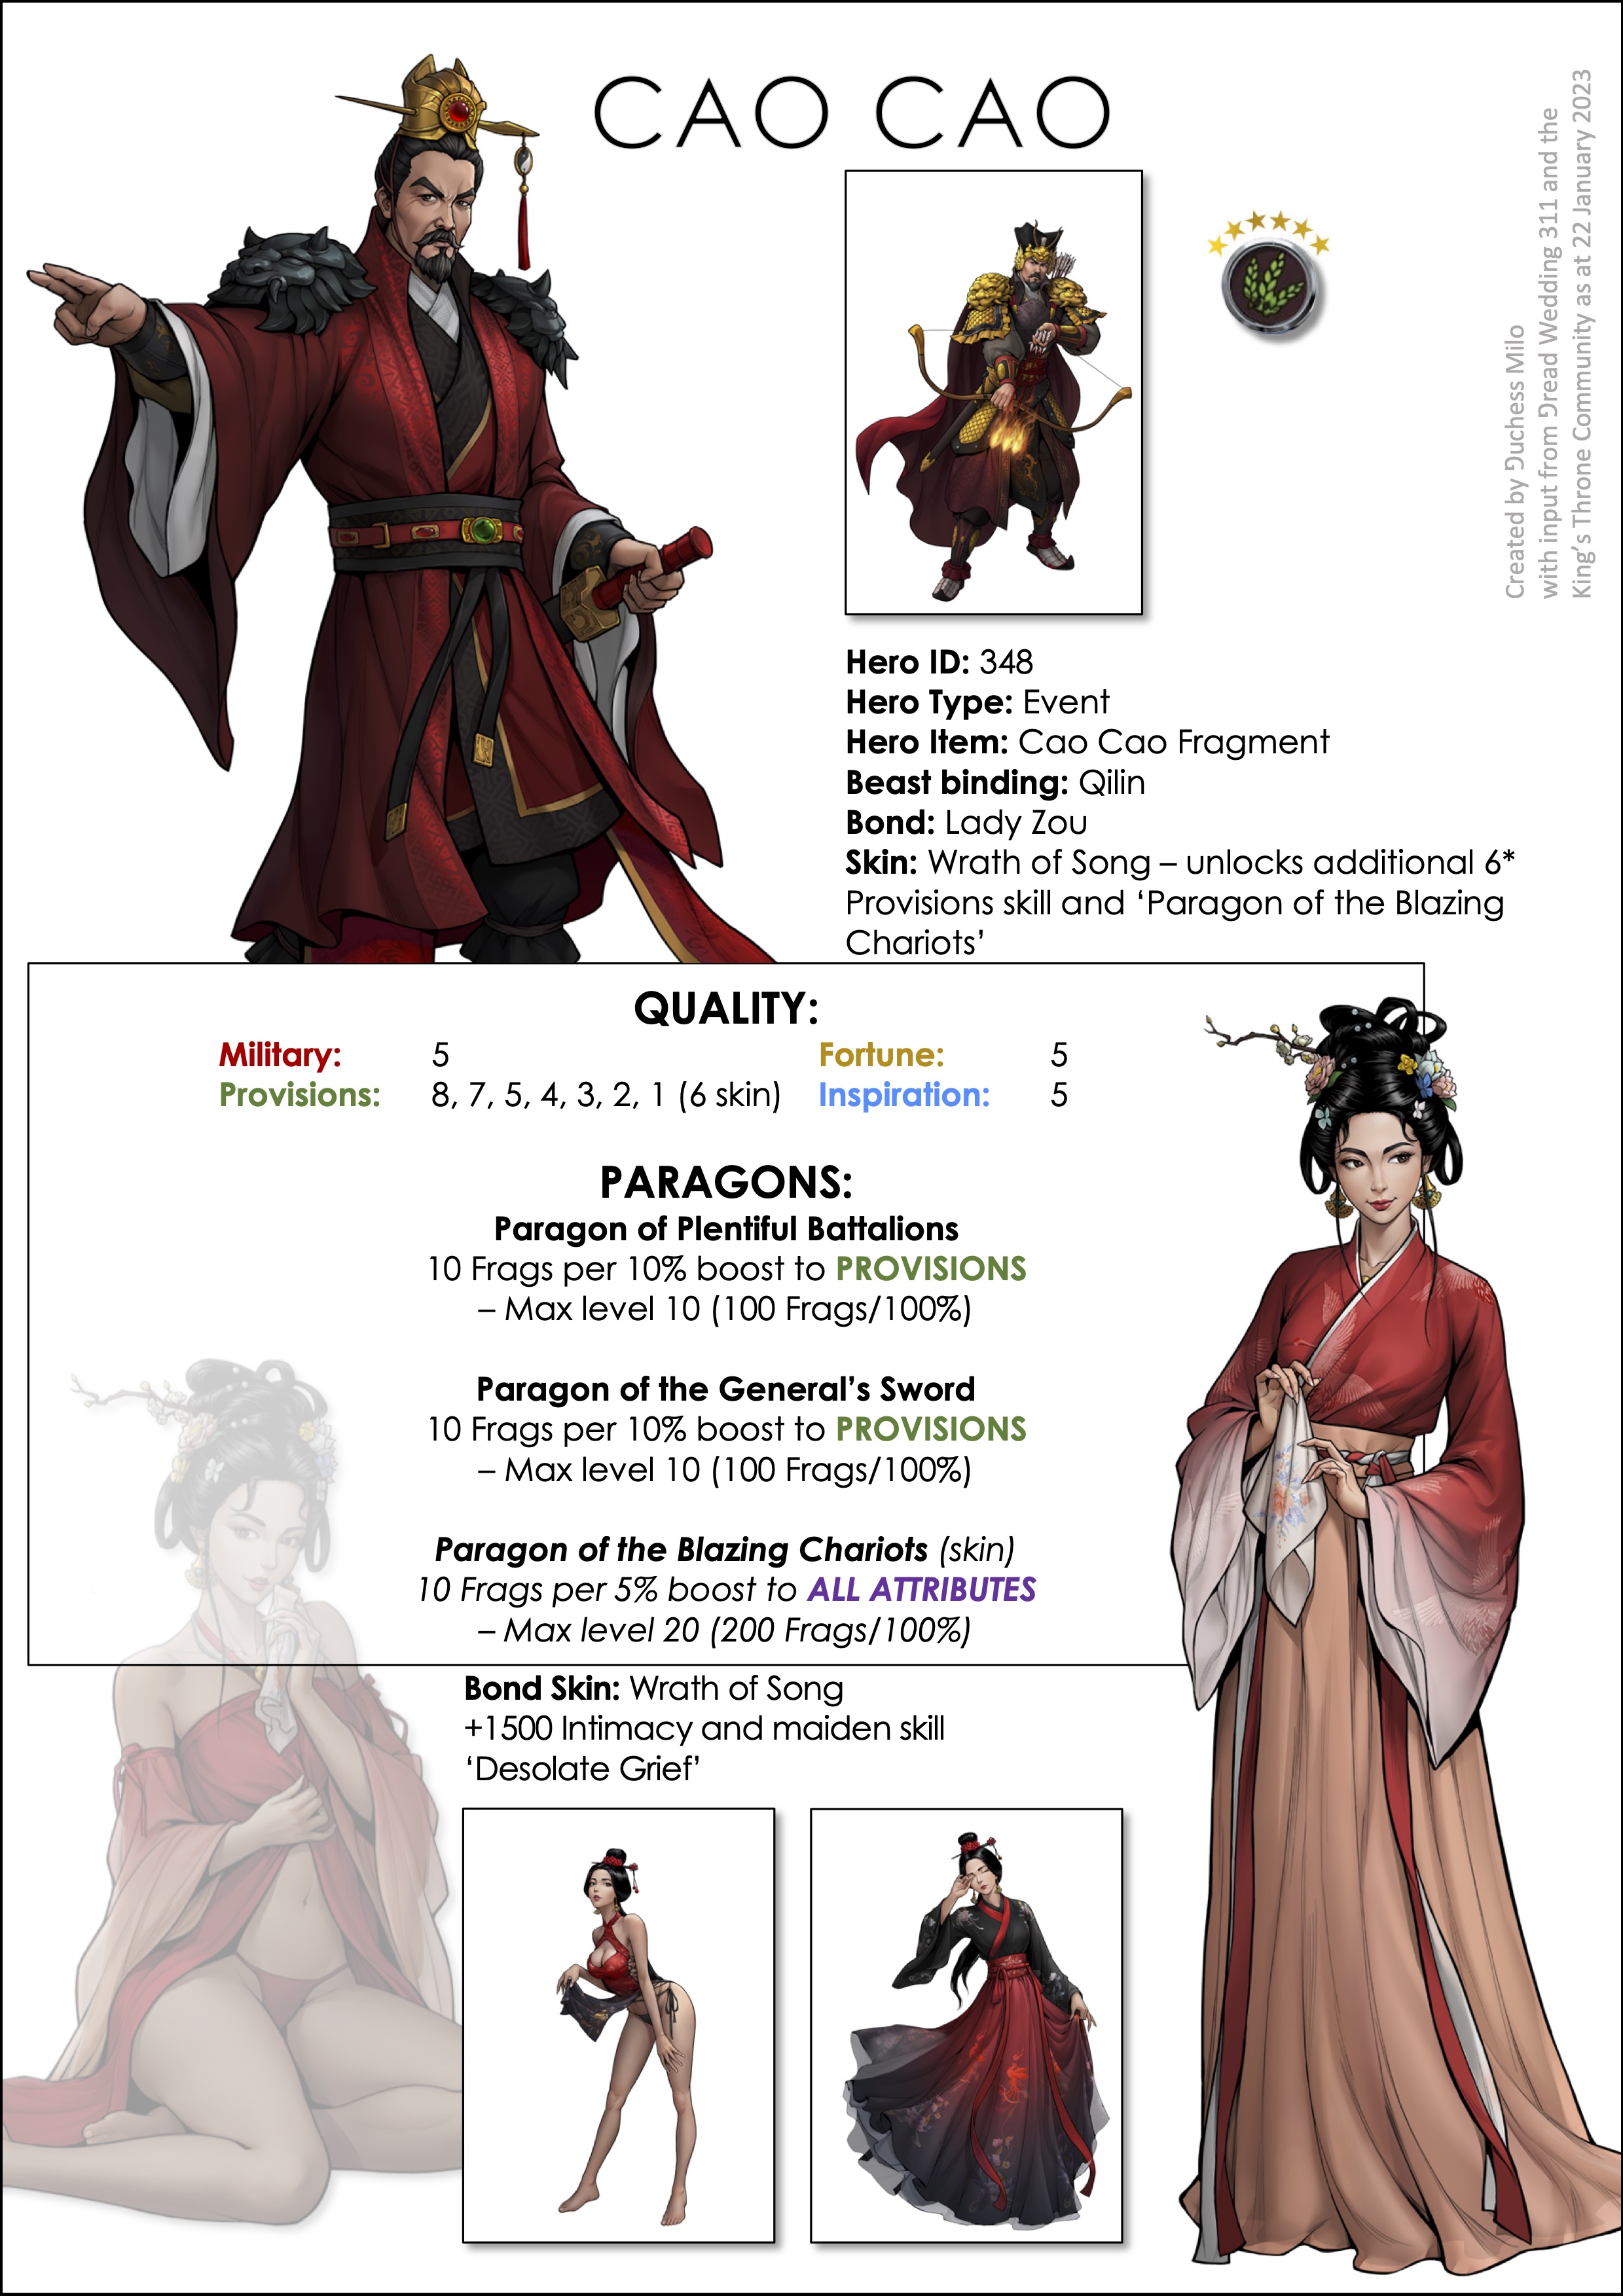 CAO CAO
Created by Duchess Milo
with input from Dread Wedding 311 and the
King's Throne Community as at 22 January 2023
Hero ID: 348
Hero Type: Event
Hero Item: Cao Cao Fragment
Beast binding: Qilin
Bond: Lady Zou
Skin: Wrath of Song – unlocks additional 6*
Provisions skill and ‘Paragon of the Blazing
Chariots’
QUALITY:
Military: 5 Fortune: 5
Provisions: 8, 7, 5, 4, 3, 2, 1 (6 skin) Inspiration: 5
PARAGONS:
Paragon of Plentiful Battalions
10 Frags per 10% boost to PROVISIONS
– Max level 10 (100 Frags/100%)
Paragon of the General’s Sword
10 Frags per 10% boost to PROVISIONS
– Max level 10 (100 Frags/100%)
Paragon of the Blazing Chariots (skin)
10 Frags per 5% boost to ALL ATTRIBUTES
– Max level 20 (200 Frags/100%)
Bond Skin: Wrath of Song
+1500 Intimacy and maiden skill
‘Desolate Grief’